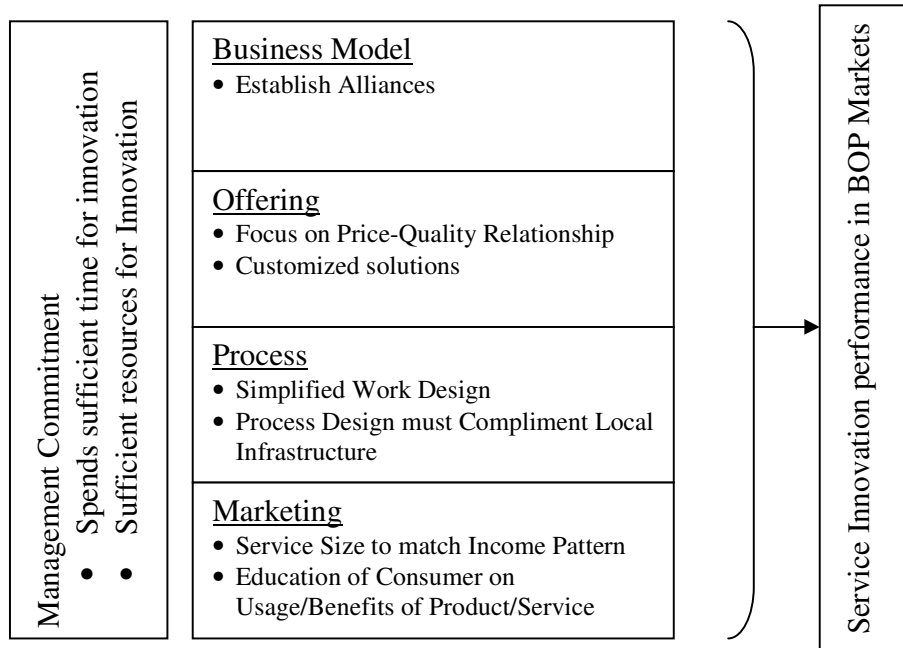 Management Commitment
• Spends sufficient time for innovation
• Sufficient resources for Innovation
Business Model
• Establish Alliances
Offering
• Focus on Price-Quality Relationship
• Customized solutions
Process
• Simplified Work Design
• Process Design must Compliment Local
Infrastructure
Marketing
• Service Size to match Income Pattern
• Education of Consumer on
Usage/Benefits of Product/Service
Service Innovation performance in BOP Markets